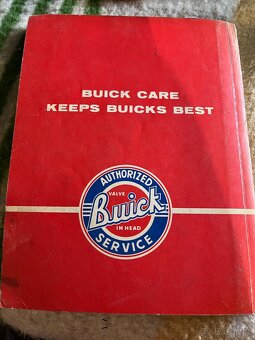 BUICK CARE
KEEPS BUICKS BEST
AUTHORIZED
VALVE
Buick
IN HEAD
SERVICE